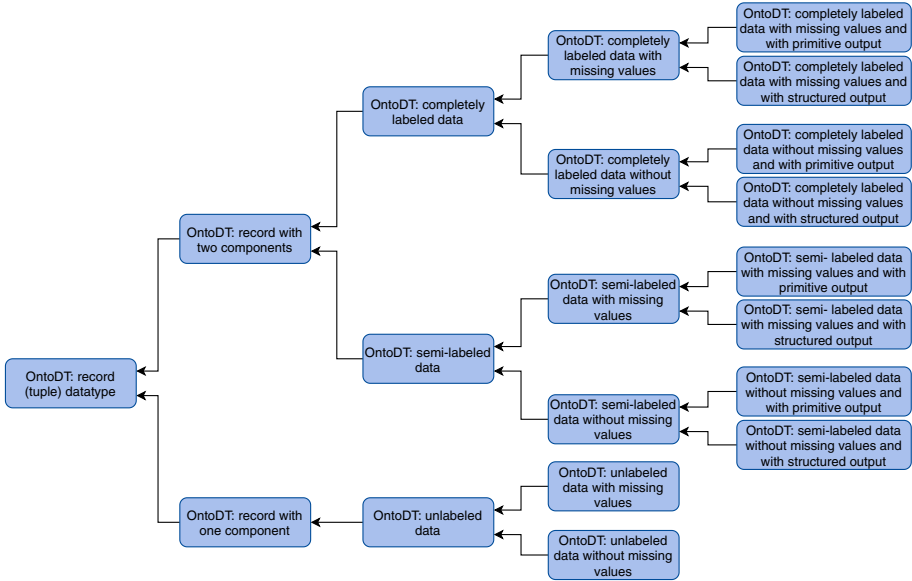 OntoDT: record
(tuple) datatype
OntoDT: record with
two components
OntoDT: record with
one component
OntoDT: completely
labeled data
OntoDT: semi-labeled
data
OntoDT: unlabeled
data
OntoDT: completely
labeled data with
missing values
OntoDT: completely
labeled data without
missing values
OntoDT: semi-labeled
data with missing
values
OntoDT: semi-labeled
data without missing
values
OntoDT: unlabeled
data with missing
values
OntoDT: unlabeled
data without missing
values
OntoDT: completely labeled
data with missing values and
with primitive output
OntoDT: completely labeled
data with missing values and
with structured output
OntoDT: completely labeled
data without missing values
and with primitive output
OntoDT: completely labeled
data without missing values
and with structured output
OntoDT: semi- labeled data
with missing values and with
primitive output
OntoDT: semi- labeled data
with missing values and with
structured output
OntoDT: semi-labeled data
without missing values and
with primitive output
OntoDT: semi-labeled data
without missing values and
with structured output